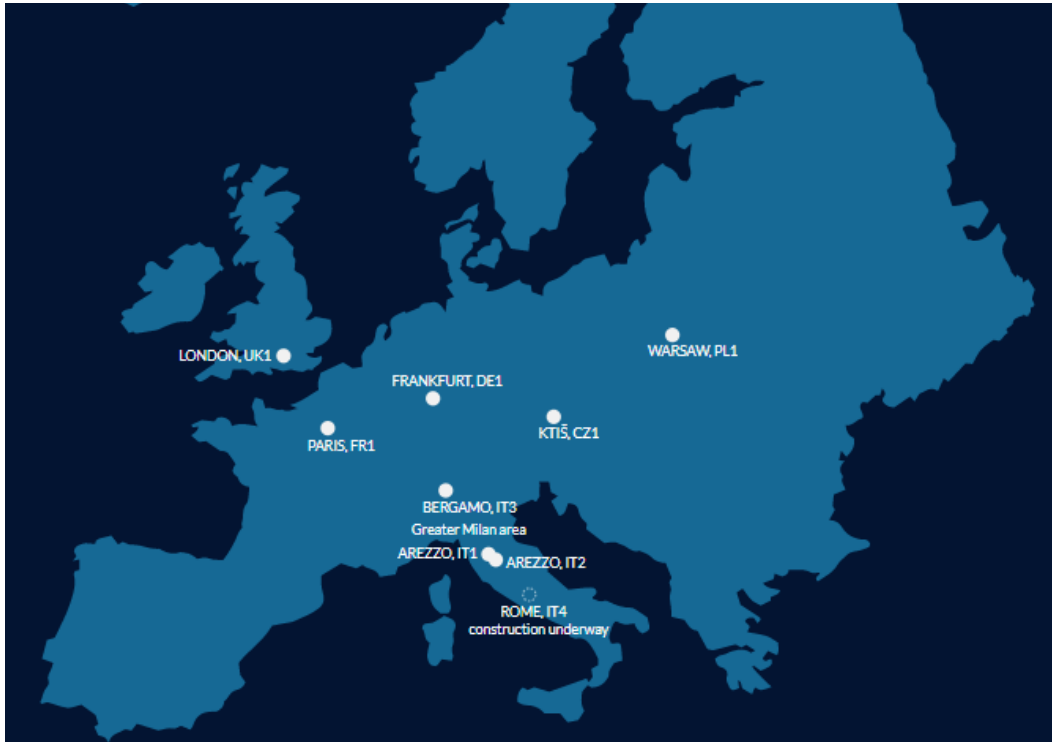 LONDON, UK1
WARSAW, PL1
FRANKFURT, DE1
KTIŠ, CZ1
PARIS, FR1
BERGAMO, IT3
Greater Milan area
AREZZO, IT1
AREZZO, IT2
ROME, IT4
construction underway